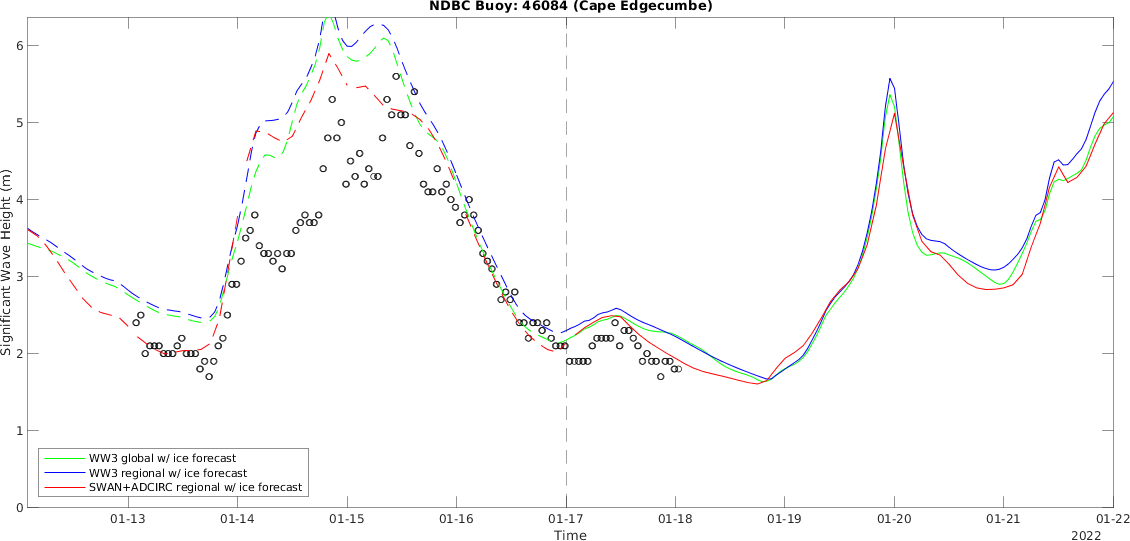 NDBC Buoy: 46084 (Cape Edgecumbe)
Significant Wave Height (m)
6
5
4
3
2
1
0
WW3 global w/ ice forecast
WW3 regional w/ ice forecast
SWAN+ADCIRC regional w/ ice forecast
01-13 01-14 01-15 01-16 01-17 01-18 01-19 01-20 01-21 01-22
Time
2022